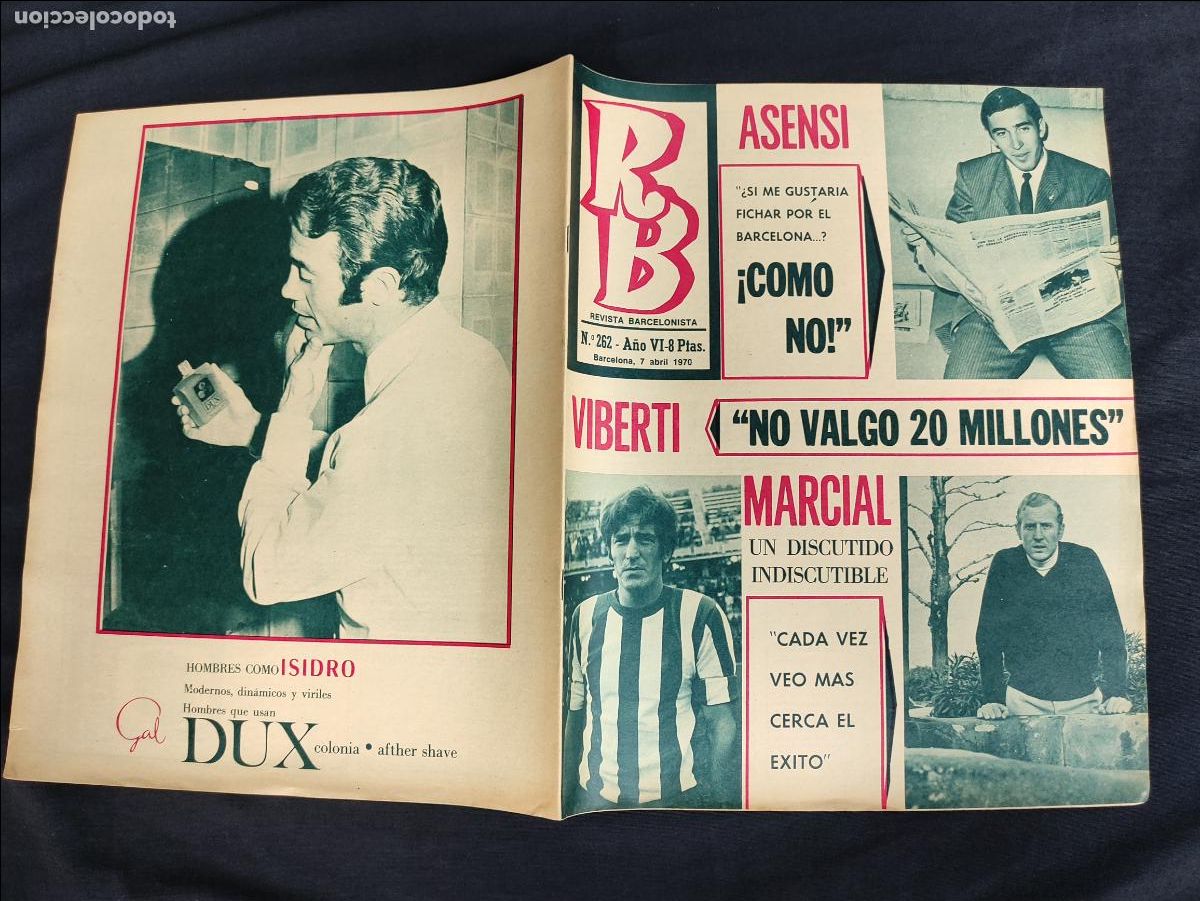 todocoleccion
HOMBRES COMO ISIDRO
Modernos, dinámicos y viriles
Hombres que usan
Gal
DUX colonia • afther shave
DUX
RB
REVISTA BARCELONISTA
N.º 262 - Año VI-8 Ptas.
Barcelona, 7 abril 1970
ASENSI
"¿SI ME GUSTARIA
FICHAR POR EL
BARCELONA...?
¡COMO
NO!"
VIBERTI
"NO VALGO 20 MILLONES"
MARCIAL
UN DISCUTIDO
INDISCUTIBLE
"CADA VEZ
VEO MAS
CERCA EL
EXITO"